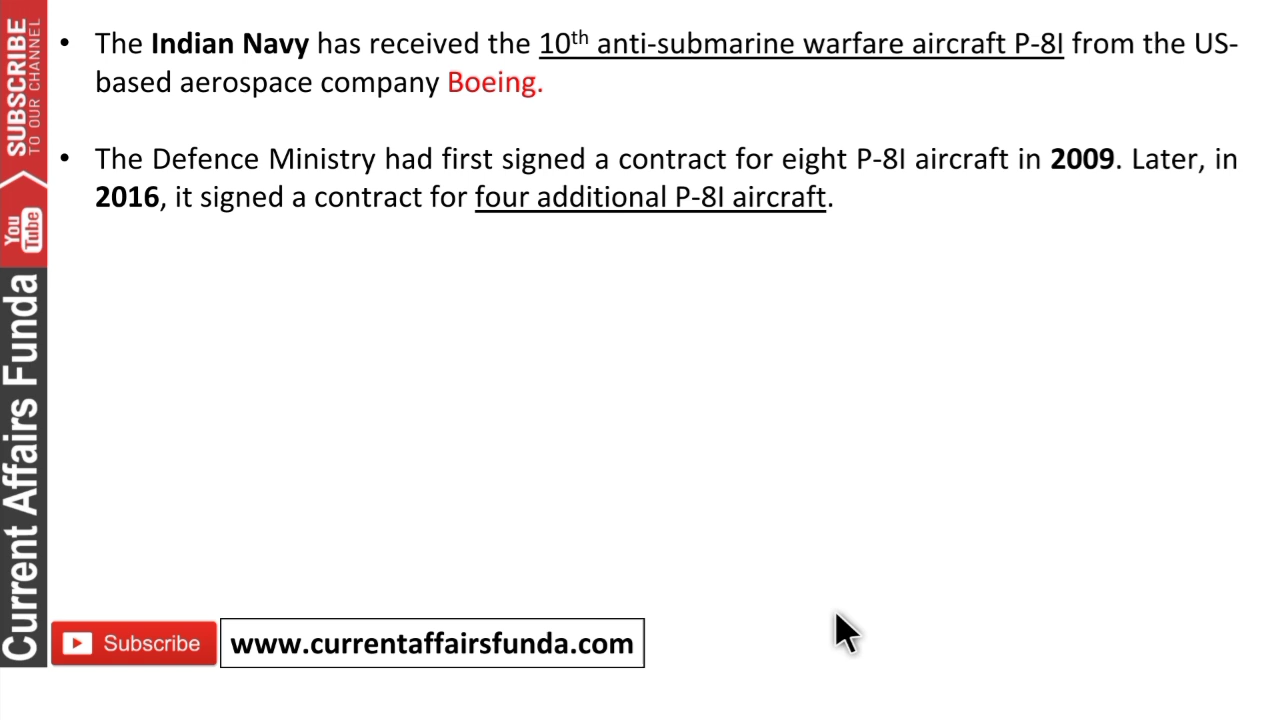 • The Indian Navy has received the 10th anti-submarine warfare aircraft P-8I from the US-
based aerospace company Boeing.
• The Defence Ministry had first signed a contract for eight P-8I aircraft in 2009. Later, in
2016, it signed a contract for four additional P-8I aircraft.
SUBSCRIBE
TO OUR CHANNEL
You
Tube
Current Affairs Funda
Subscribe
www.currentaffairsfunda.com